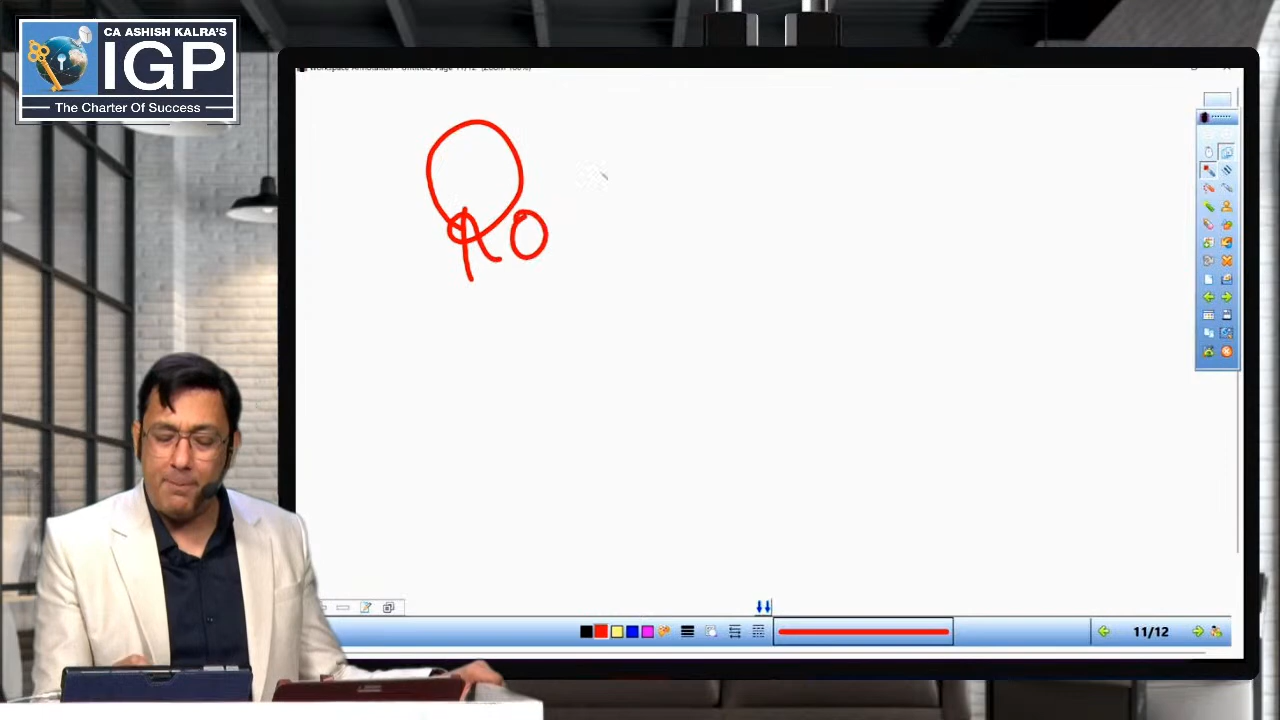 CA ASHISH KALRA'S
IGP
The Charter Of Success
RO
11/12